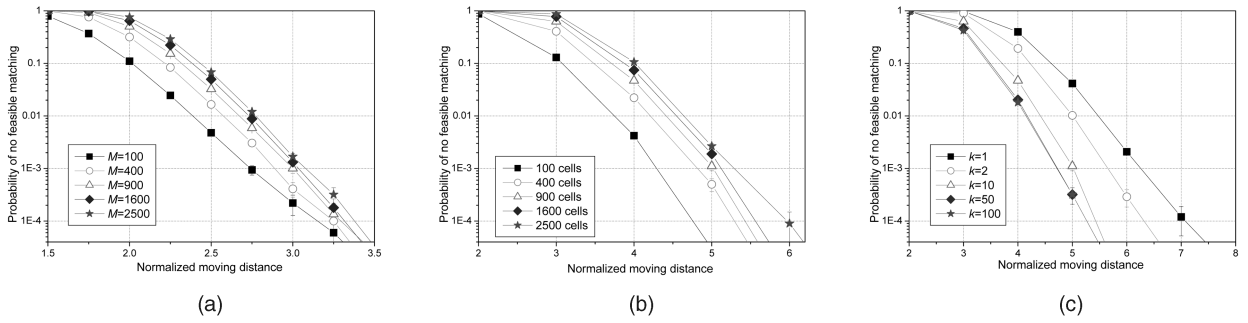 Probability of no feasible matching
1
0.1
0.01
1E-3
1E-4
M=100
M=400
M=900
M=1600
M=2500
1.5 2.0 2.5 3.0 3.5
Normalized moving distance
(a)
Probability of no feasible matching
1
0.1
0.01
1E-3
1E-4
100 cells
400 cells
900 cells
1600 cells
2500 cells
2 3 4 5 6
Normalized moving distance
(b)
Probability of no feasible matching
1
0.1
0.01
1E-3
1E-4
k=1
k=2
k=10
k=50
k=100
2 3 4 5 6 7 8
Normalized moving distance
(c)